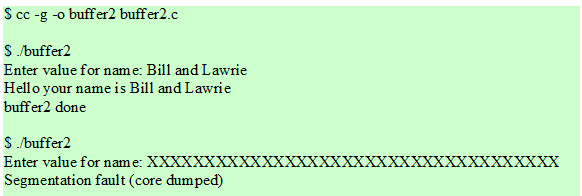 $ cc -g -o buffer2 buffer2.c
$ ./buffer2
Enter value for name: Bill and Lawrie
Hello your name is Bill and Lawrie
buffer2 done
$ ./buffer2
Enter value for name: XXXXXXXXXXXXXXXXXXXXXXXXXXXXXXXXXXX
Segmentation fault (core dumped)